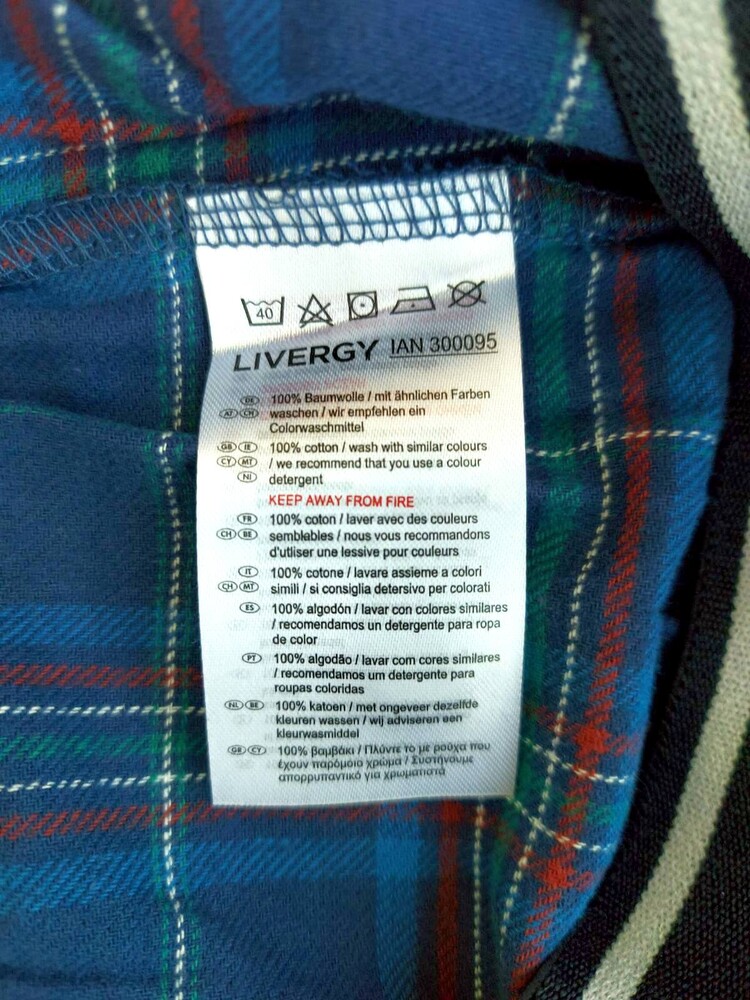 40
LIVERGY IAN 300095
DE 100% Baumwolle / mit ähnlichen Farben
AT CH waschen / wir empfehlen ein
Colorwaschmittel
GB IE 100% cotton / wash with similar colours
CY MT / we recommend that you use a colour
NI detergent
KEEP AWAY FROM FIRE
FR 100% coton / laver avec des couleurs
CH BE semblables / nous vous recommandons
d'utliser une lessive pour couleurs
IT 100% cotone / lavare assieme a colori
CH MT simili / si consiglia detersivo per colorati
ES 100% algodón / lavar con colores similares
/ recomendamos un detergente para ropa
de color
PT 100% algodão / lavar com cores similares
/ recomendamos um detergente para
roupas coloridas
NL BE 100% katoen / met ongeveer dezelfde
kleuren wassen / wij adviseren een
kleurwasmiddel
GR CY 100% βαμβάκι / Πλύντε το με ρούχα που
έχουν παρόμοιο χρώμα / Συστήνουμε
απορρυπαντικό για χρωματιστά